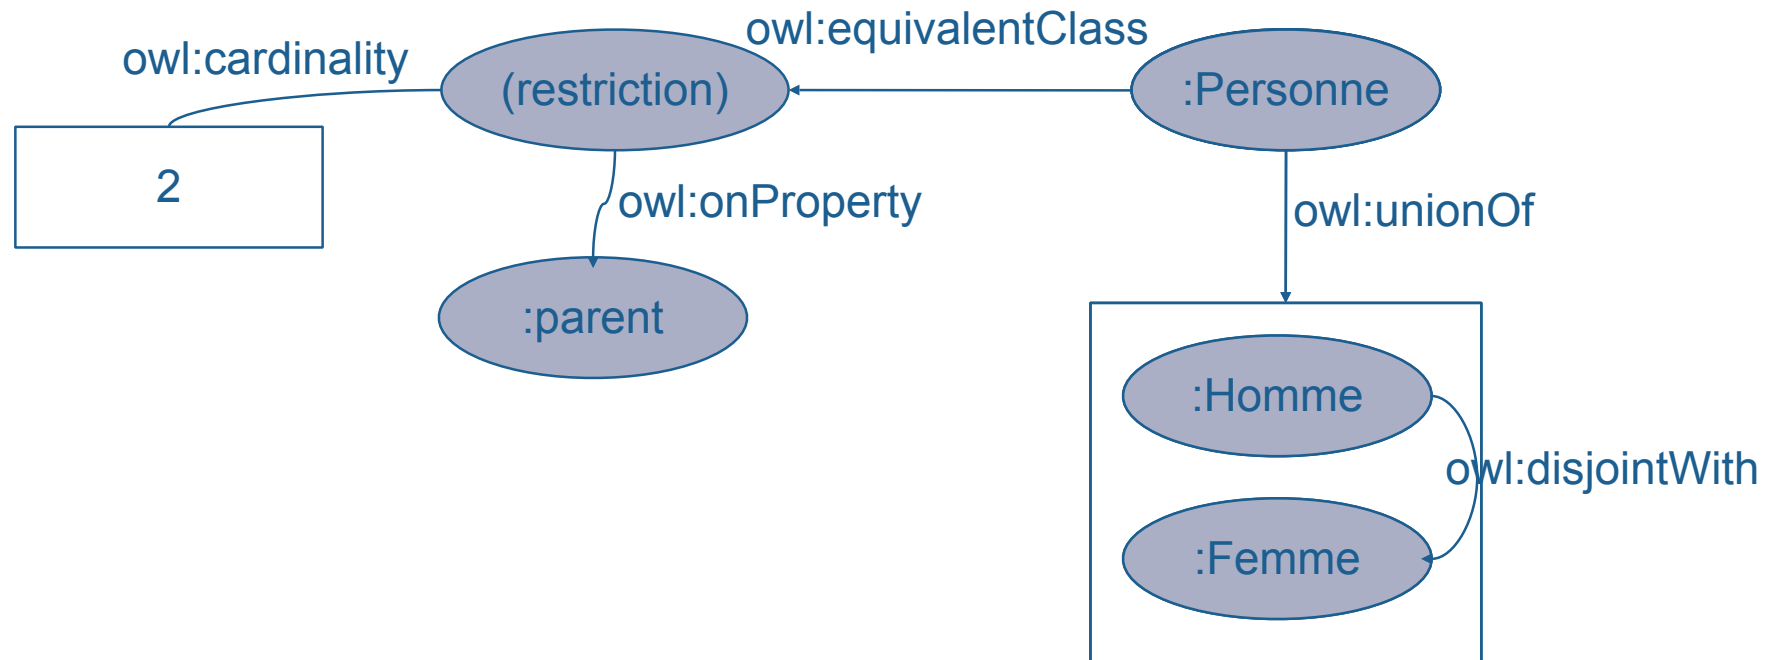 owl:equivalentClass
owl:cardinality
(restriction)
:Personne
2
owl:onProperty
owl:unionOf
:parent
:Homme
owl:disjointWith
:Femme